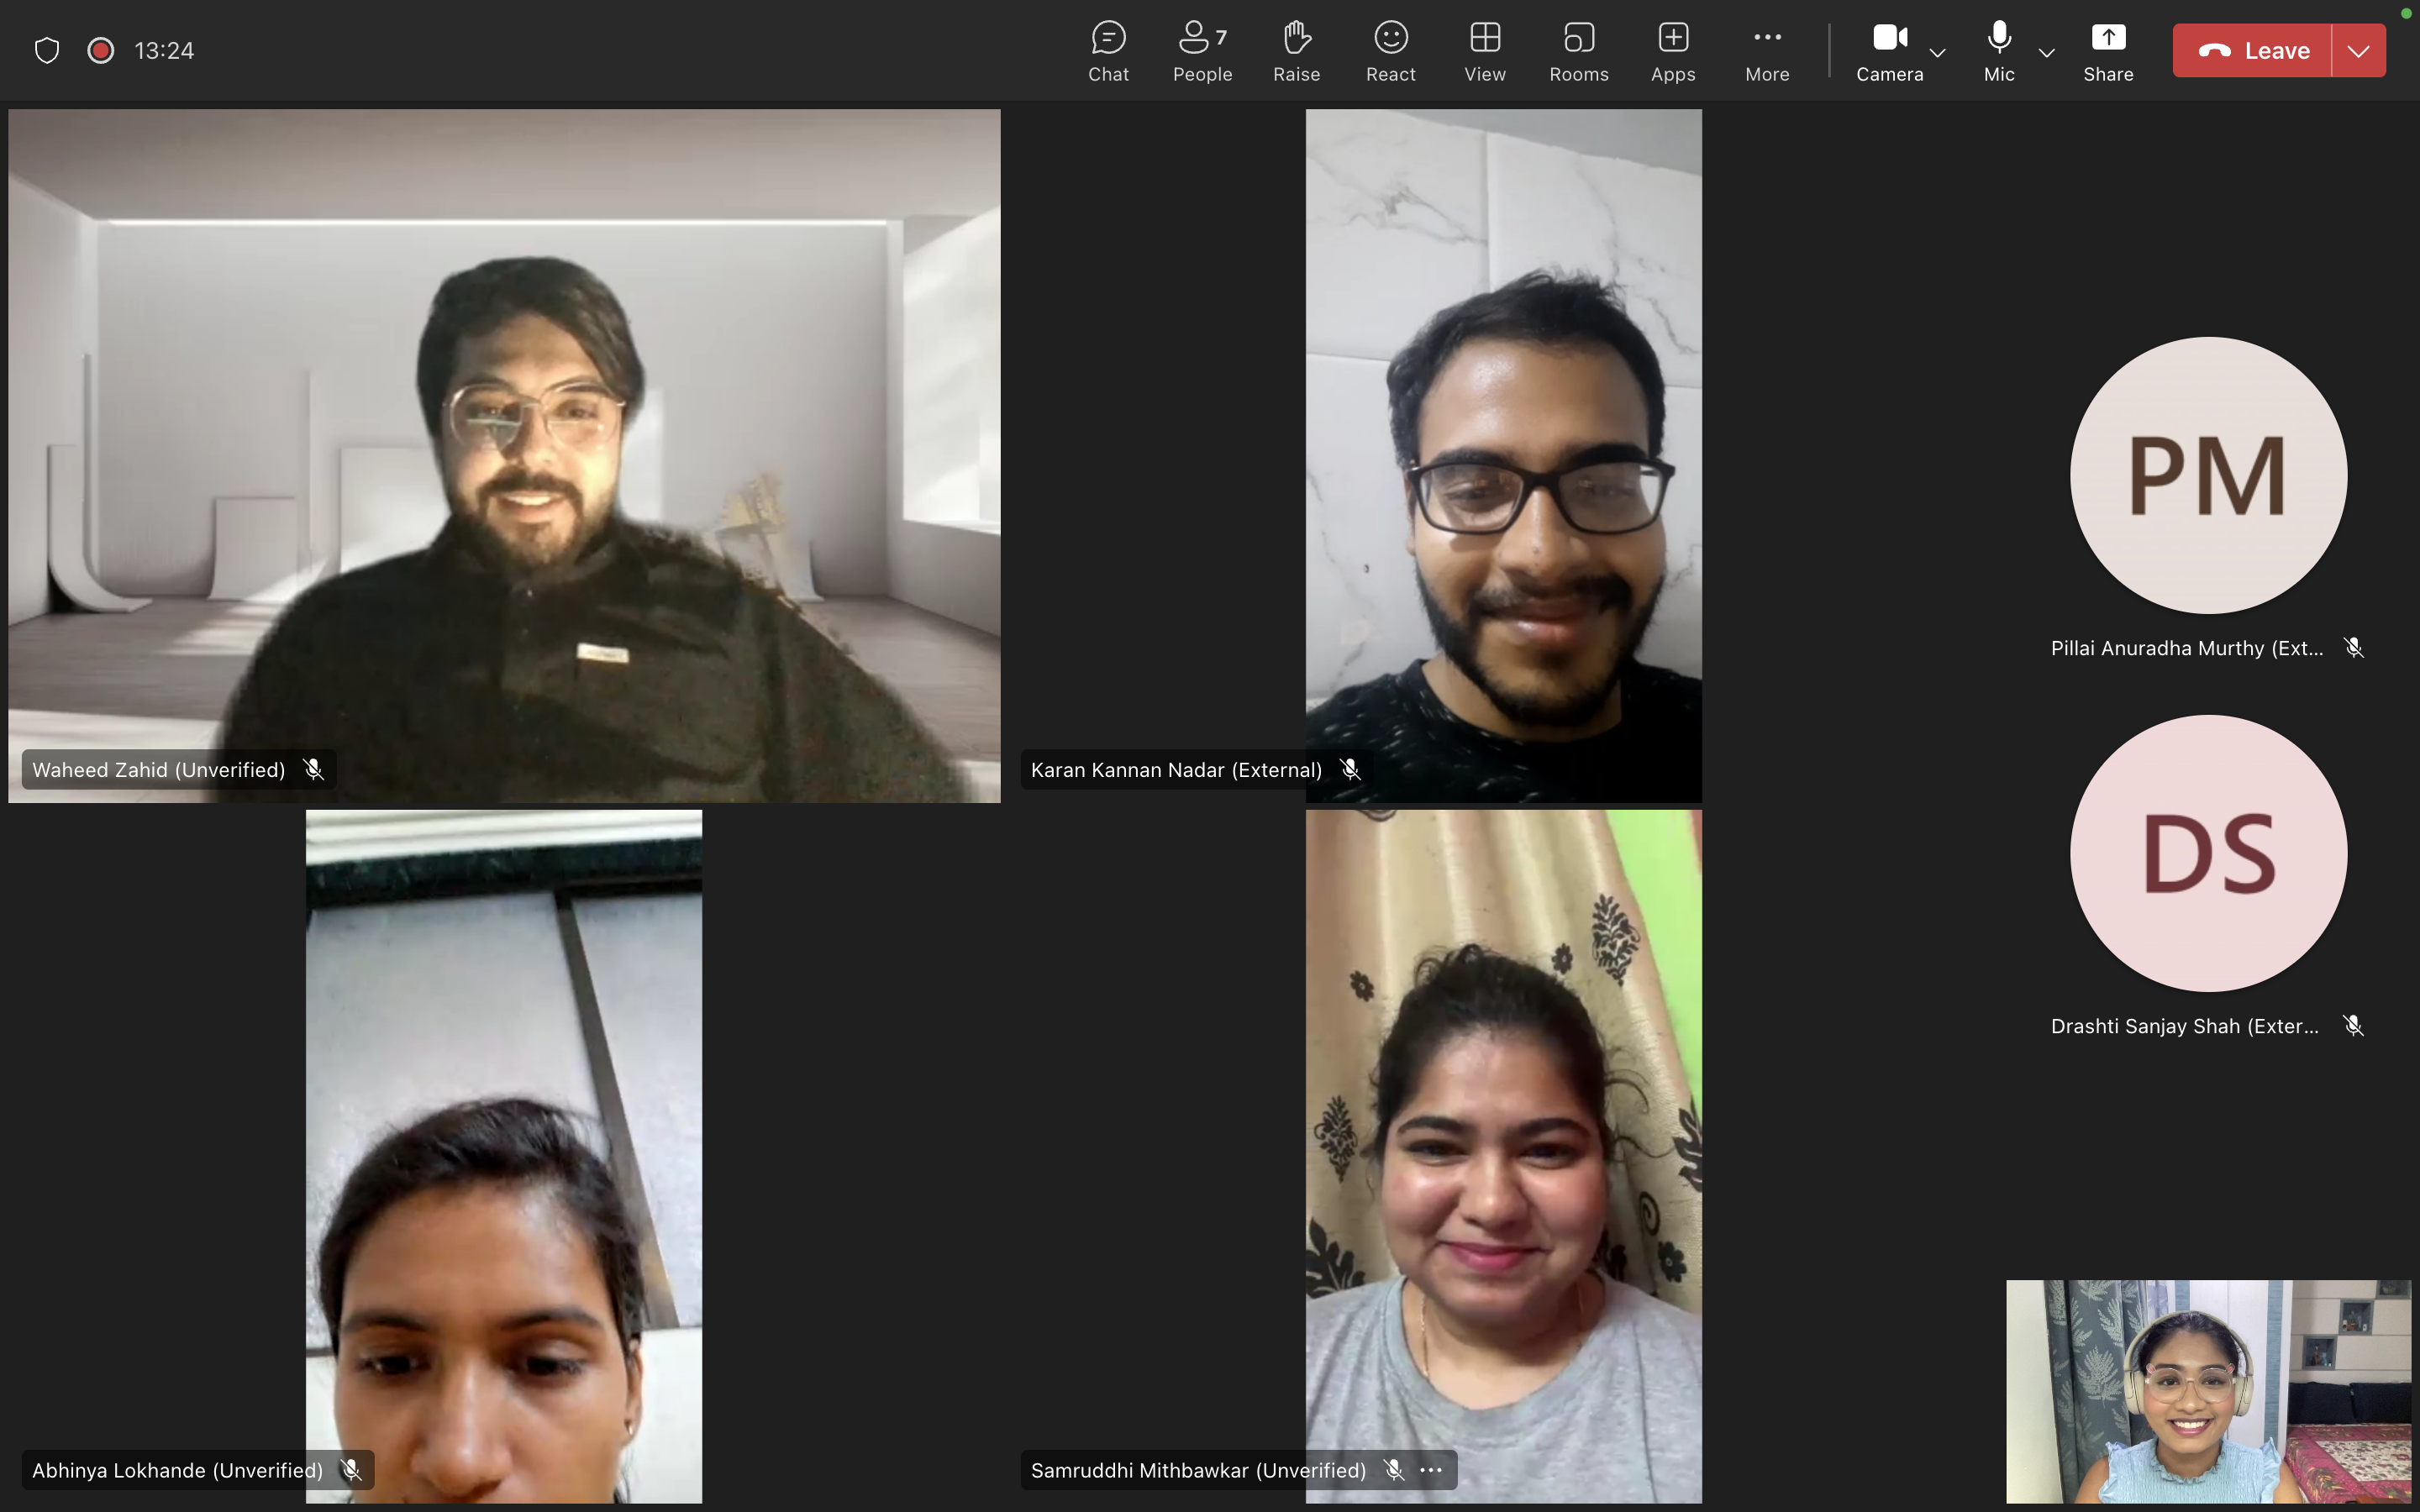 13:24
Chat
People 7
Raise
React
View
Rooms
Apps
More
Camera
Mic
Share
Leave
Waheed Zahid (Unverified)
Karan Kannan Nadar (External)
PM
Pillai Anuradha Murthy (Ext...
DS
Drashti Sanjay Shah (Exter...
Abhinya Lokhande (Unverified)
Samruddhi Mithbawkar (Unverified)